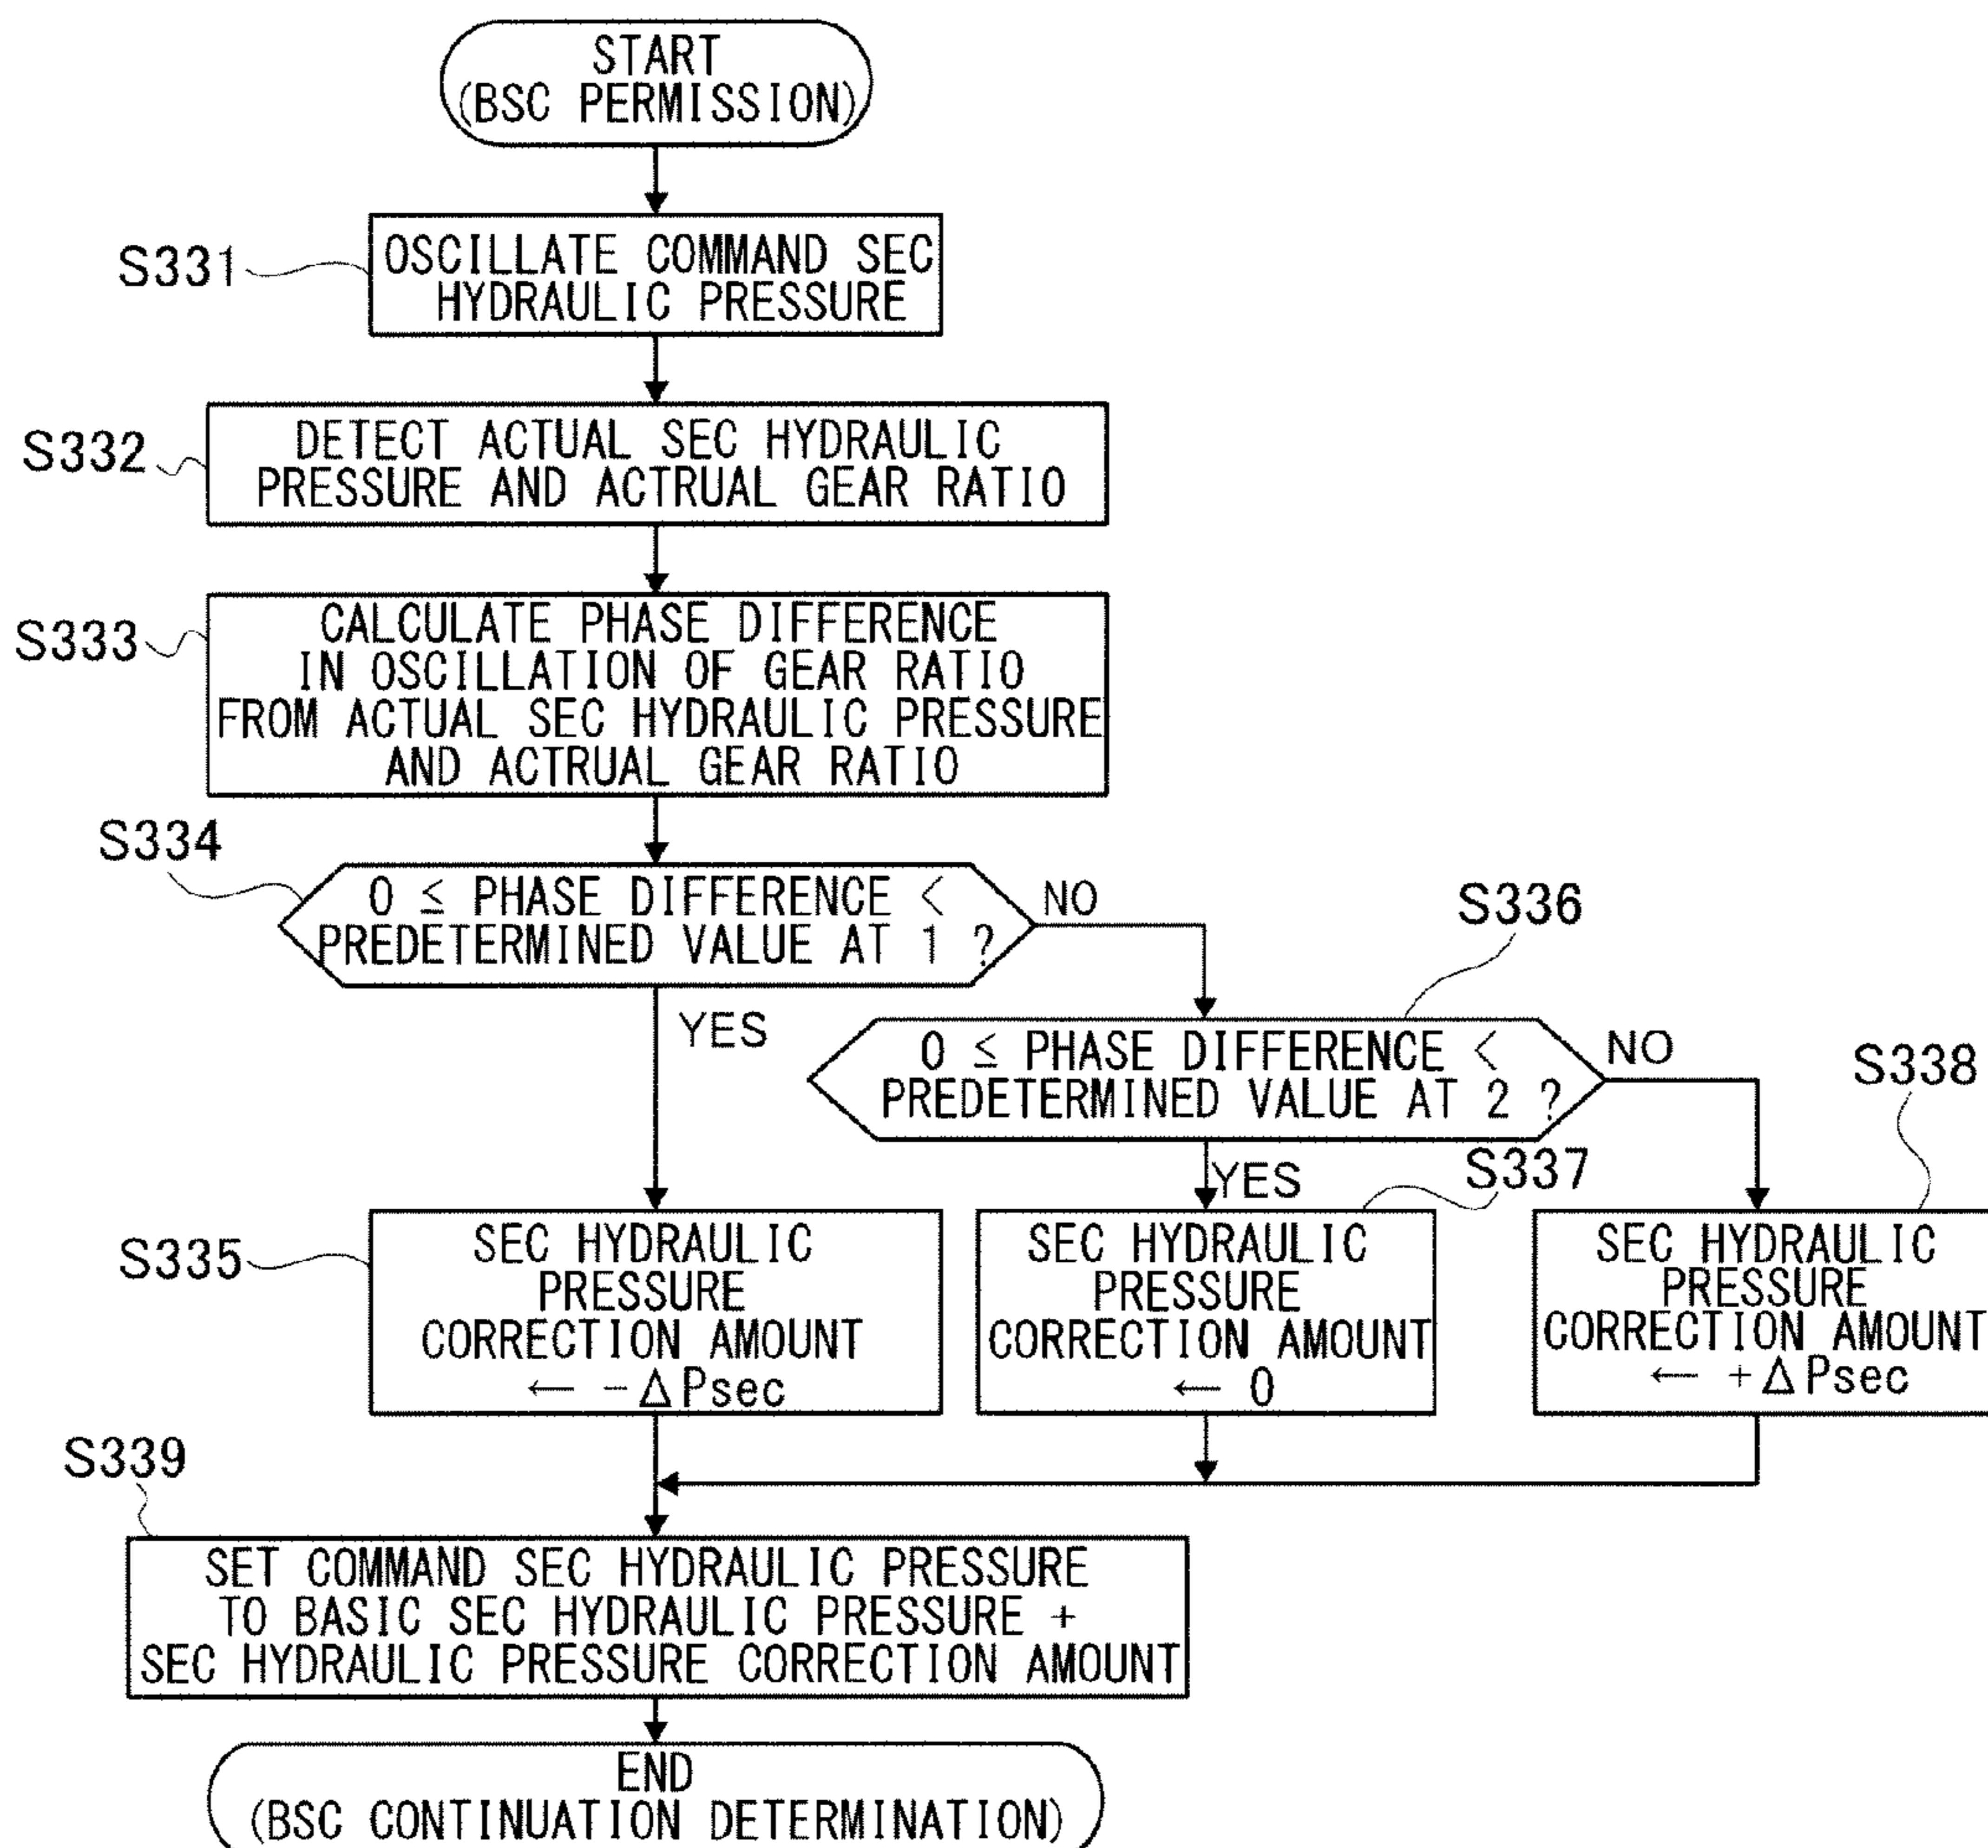 START
(BSC PERMISSION)
S331
OSCILLATE COMMAND SEC
HYDRAULIC PRESSURE
S332
DETECT ACTUAL SEC HYDRAULIC
PRESSURE AND ACTRUAL GEAR RATIO
S333
CALCULATE PHASE DIFFERENCE
IN OSCILLATION OF GEAR RATIO
FROM ACTUAL SEC HYDRAULIC PRESSURE
AND ACTRUAL GEAR RATIO
S334
0 ≤ PHASE DIFFERENCE <
PREDETERMINED VALUE AT 1 ?
NO
YES
S336
0 ≤ PHASE DIFFERENCE <
PREDETERMINED VALUE AT 2 ?
NO
YES
S335
SEC HYDRAULIC
PRESSURE
CORRECTION AMOUNT
← -ΔPsec
S337
SEC HYDRAULIC
PRESSURE
CORRECTION AMOUNT
← 0
S338
SEC HYDRAULIC
PRESSURE
CORRECTION AMOUNT
← +ΔPsec
S339
SET COMMAND SEC HYDRAULIC PRESSURE
TO BASIC SEC HYDRAULIC PRESSURE +
SEC HYDRAULIC PRESSURE CORRECTION AMOUNT
END
(BSC CONTINUATION DETERMINATION)